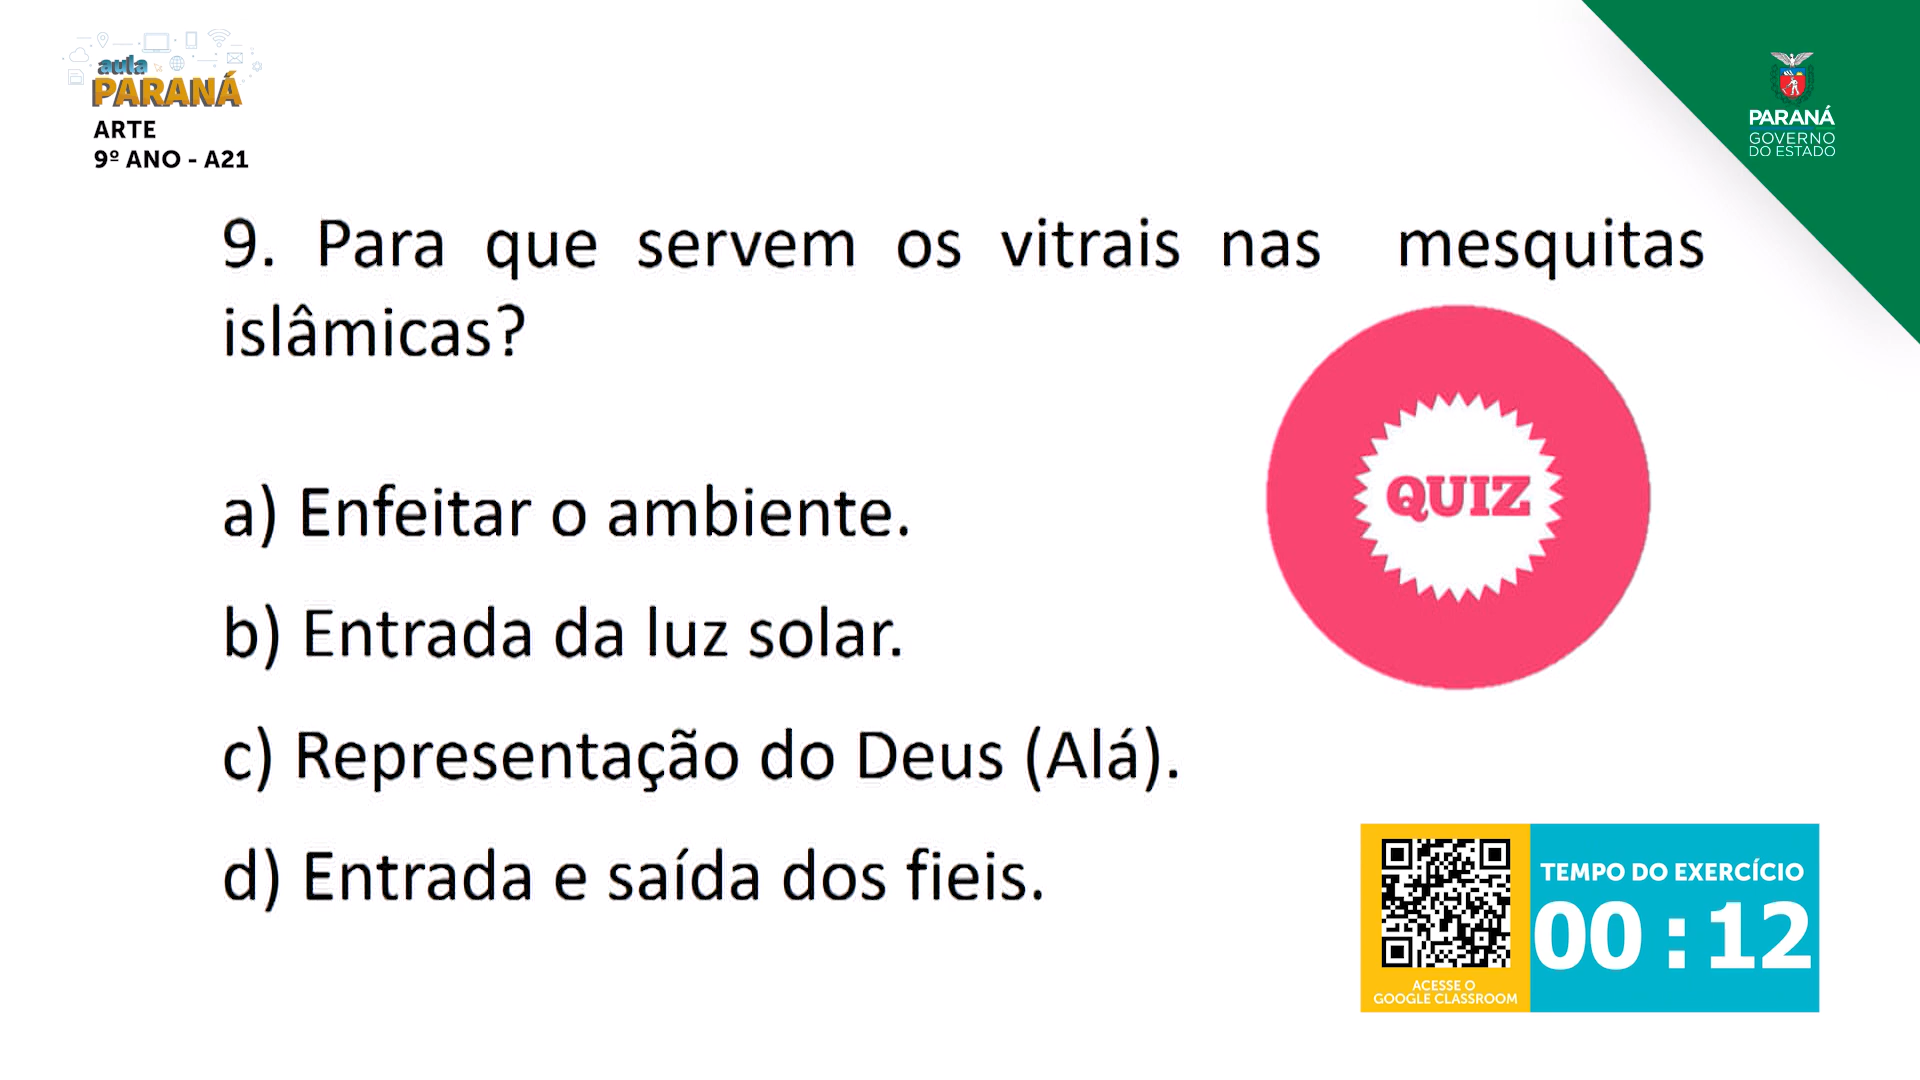 aula
PARANÁ
ARTE
9º ANO - A21
PARANÁ
GOVERNO
DO ESTADO
9. Para que servem os vitrais nas mesquitas
islâmicas?
QUIZ
a) Enfeitar o ambiente.
b) Entrada da luz solar.
c) Representação do Deus (Alá).
d) Entrada e saída dos fieis.
TEMPO DO EXERCÍCIO
00:12
ACESSE O
GOOGLE CLASSROOM